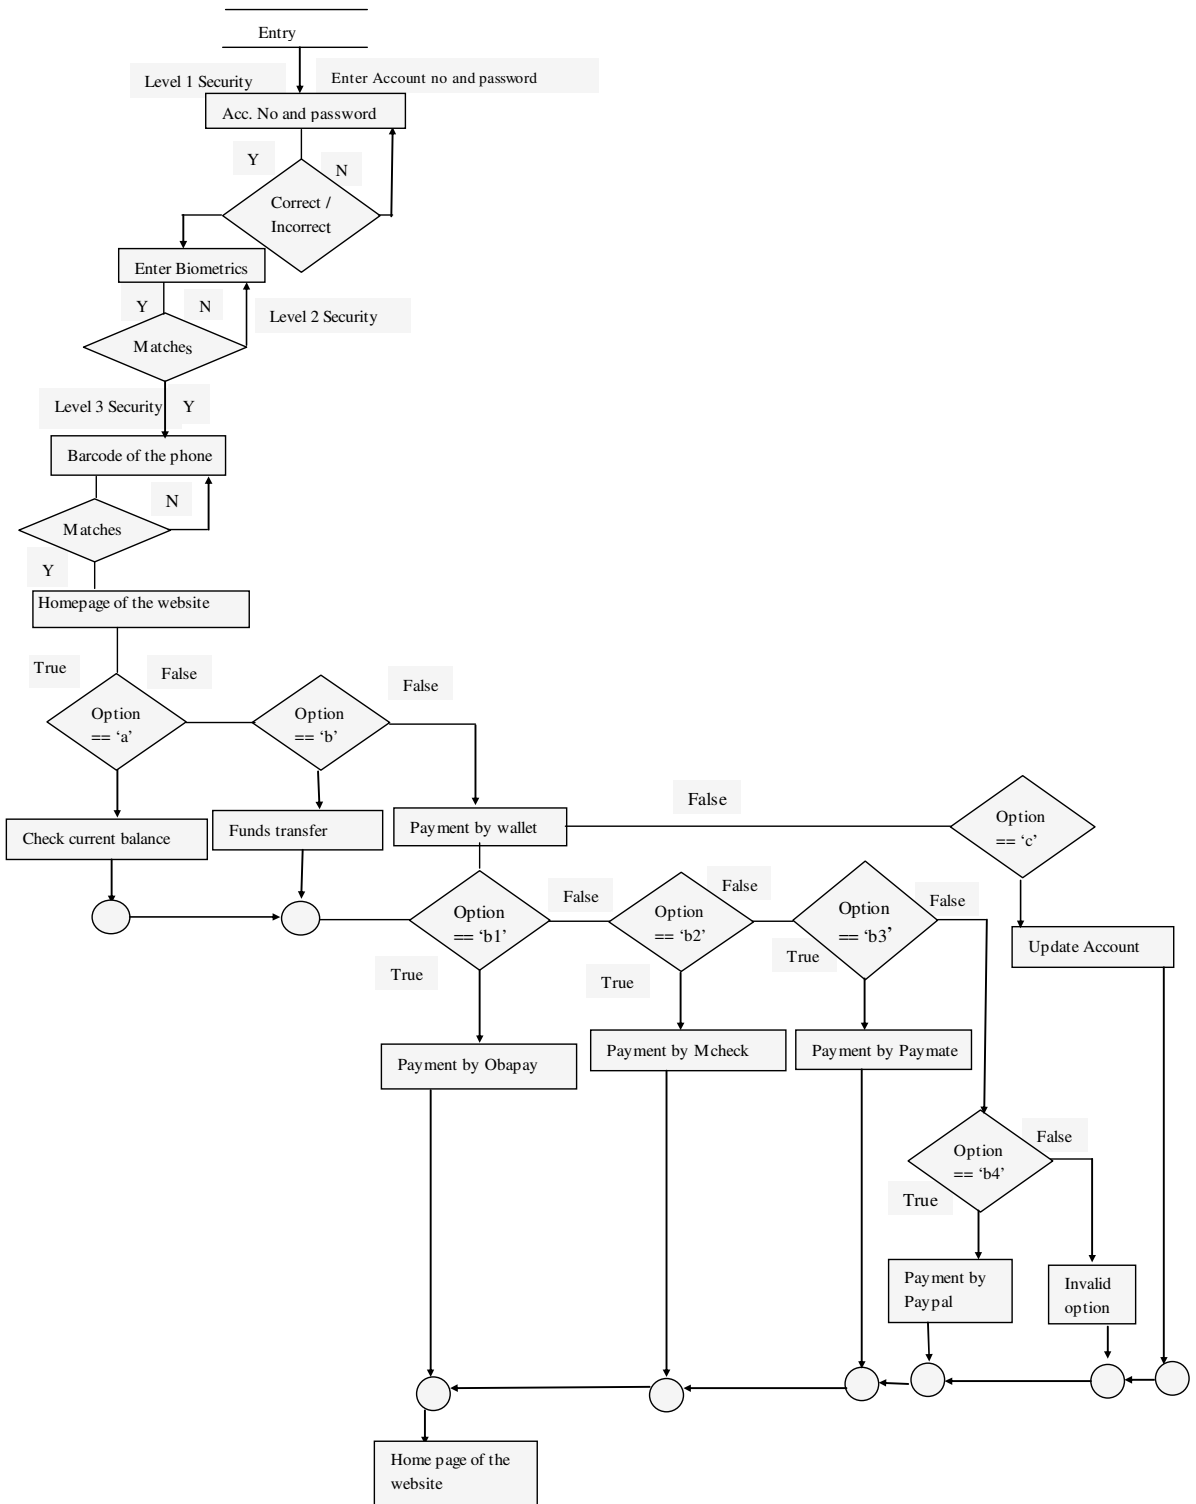 Entry
Level 1 Security
Enter Account no and password
Acc. No and password
Y
N
Correct /
Incorrect
Enter Biometrics
Y
N
Level 2 Security
Matches
Level 3 Security
Y
Barcode of the phone
N
Matches
Y
Homepage of the website
True
False
False
Option
== ‘a’
Option
== ‘b’
False
Option
== ‘c’
Check current balance
Funds transfer
Payment by wallet
False
False
False
Option
== ‘b1’
Option
== ‘b2’
Option
== ‘b3’
Update Account
True
True
True
Payment by Obapay
Payment by Mcheck
Payment by Paymate
False
Option
== ‘b4’
True
Payment by
Paypal
Invalid
option
Home page of the
website